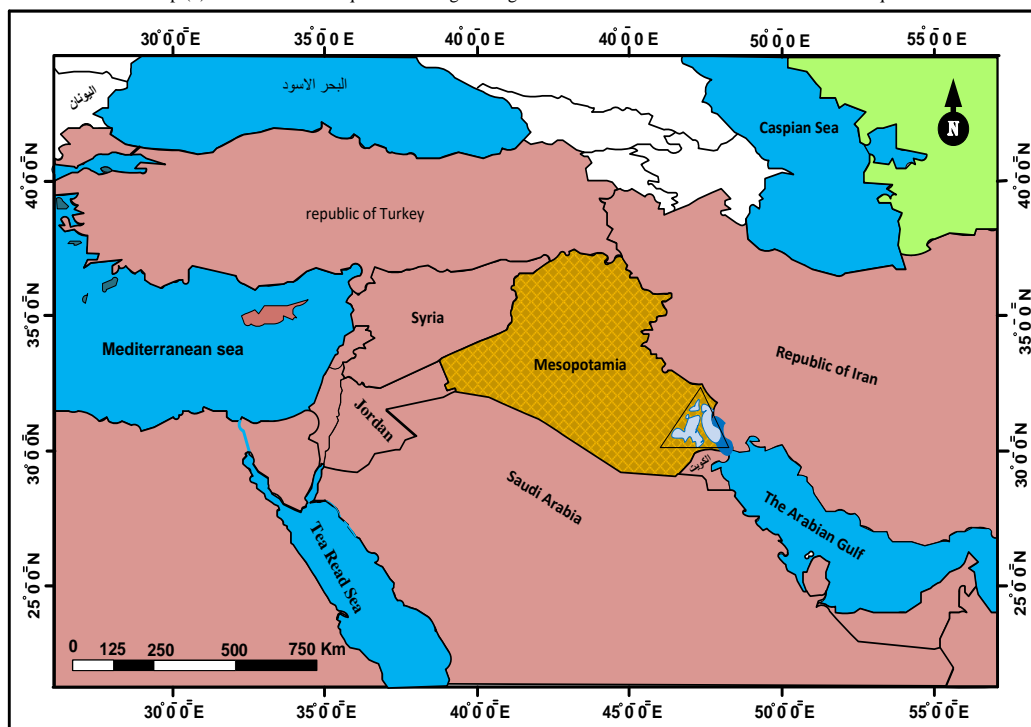 30°0'0"E 35°0'0"E 40°0'0"E 40°0'0"E 50°0'0"E 55°0'0"E
اليونان
البحر الاسود
Caspian Sea
N
40°0'0"N
40°0'0"N
republic of Turkey
35°0'0"N
35°0'0"N
Syria
Mediterranean sea
Mesopotamia
Republic of Iran
Jordan
30°0'0"N
30°0'0"N
الكويت
Saudi Arabia
The Arabian Gulf
Tea Read Sea
25°0'0"N
25°0'0"N
0 125 250 500 750 Km
30°0'0"E 35°0'0"E 40°0'0"E 40°0'0"E 50°0'0"E 55°0'0"E